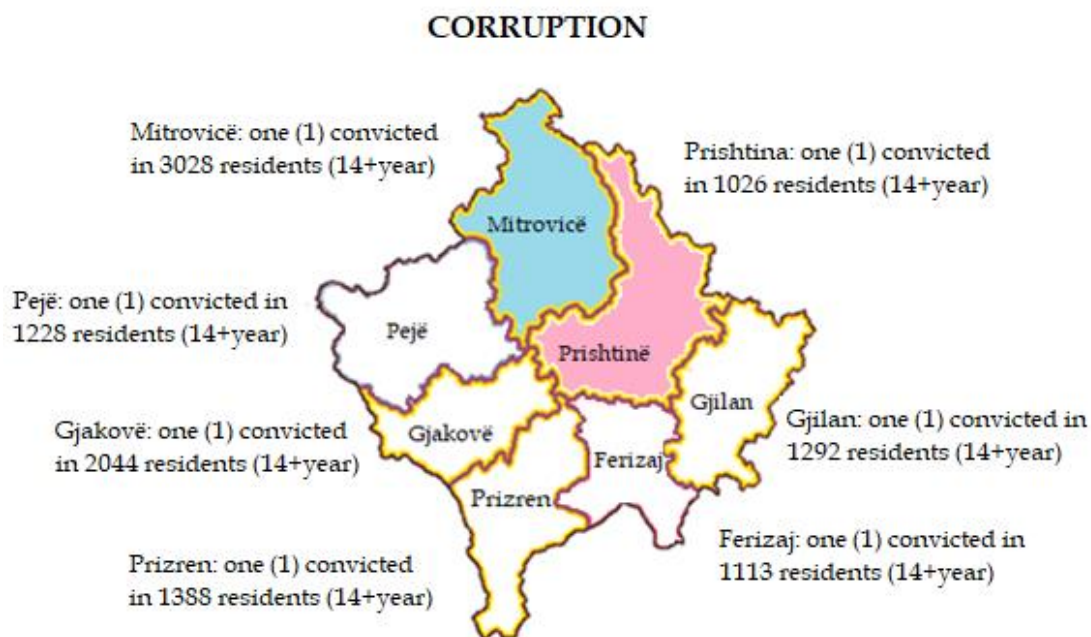 CORRUPTION
Mitrovicë: one (1) convicted
in 3028 residents (14+year)
Prishtina: one (1) convicted
in 1026 residents (14+year)
Mitrovicë
Pejë: one (1) convicted in
1228 residents (14+year)
Pejë
Prishtinë
Gjilan
Gjakovë: one (1) convicted
in 2044 residents (14+year)
Gjakovë
Gjilan: one (1) convicted in
1292 residents (14+year)
Ferizaj
Prizren
Prizren: one (1) convicted
in 1388 residents (14+year)
Ferizaj: one (1) convicted in
1113 residents (14+year)